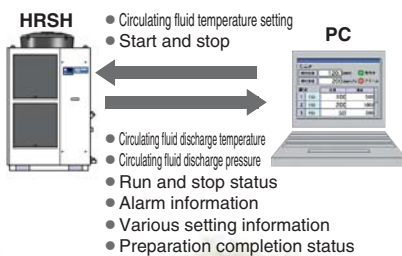 HRSH
● Circulating fluid temperature setting
● Start and stop
PC
● Circulating fluid discharge temperature
● Circulating fluid discharge pressure
● Run and stop status
● Alarm information
● Various setting information
● Preparation completion status